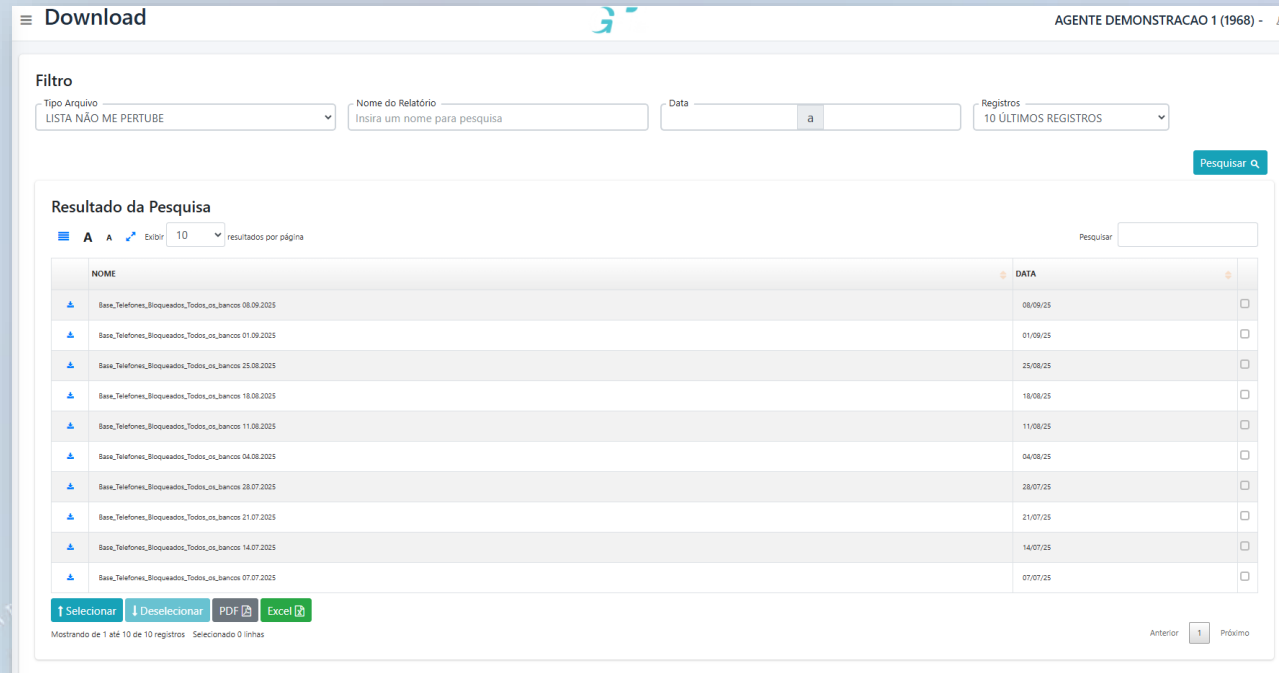 Download
AGENTE DEMONSTRACAO 1 (1968) -
Filtro
Tipo Arquivo
LISTA NÃO ME PERTUBE
Nome do Relatório
Insira um nome para pesquisa
Data
a
Registros
10 ÚLTIMOS REGISTROS
Pesquisar
Resultado da Pesquisa
A A Exibir 10 resultados por página
Pesquisar
NOME DATA
Base_Telefones_Bloqueados_Todos_os_bancos 08.09.2025 08/09/25
Base_Telefones_Bloqueados_Todos_os_bancos 01.09.2025 01/09/25
Base_Telefones_Bloqueados_Todos_os_bancos 25.08.2025 25/08/25
Base_Telefones_Bloqueados_Todos_os_bancos 18.08.2025 18/08/25
Base_Telefones_Bloqueados_Todos_os_bancos 11.08.2025 11/08/25
Base_Telefones_Bloqueados_Todos_os_bancos 04.08.2025 04/08/25
Base_Telefones_Bloqueados_Todos_os_bancos 28.07.2025 28/07/25
Base_Telefones_Bloqueados_Todos_os_bancos 21.07.2025 21/07/25
Base_Telefones_Bloqueados_Todos_os_bancos 14.07.2025 14/07/25
Base_Telefones_Bloqueados_Todos_os_bancos 07.07.2025 07/07/25
Selecionar Deselecionar PDF Excel
Mostrando de 1 até 10 de 10 registros Selecionado 0 linhas
Anterior 1 Próximo